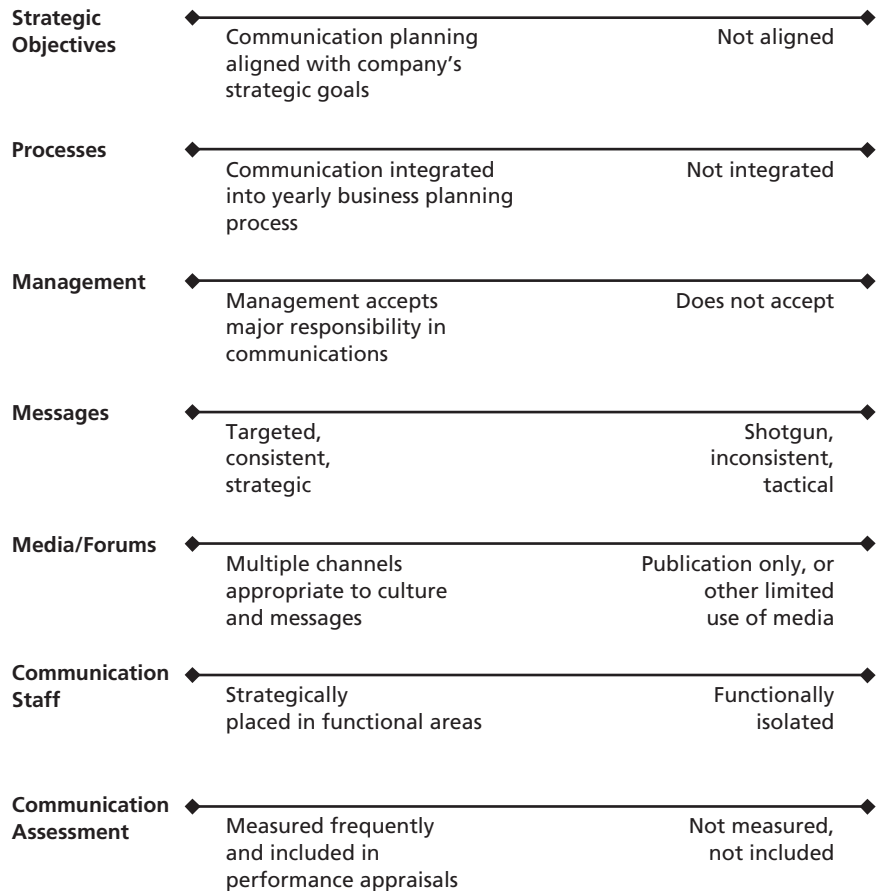 Strategic
Objectives
Communication planning
aligned with company's
strategic goals
Not aligned
Processes
Communication integrated
into yearly business planning
process
Not integrated
Management
Management accepts
major responsibility in
communications
Does not accept
Messages
Targeted,
consistent,
strategic
Shotgun,
inconsistent,
tactical
Media/Forums
Multiple channels
appropriate to culture
and messages
Publication only, or
other limited
use of media
Communication
Staff
Strategically
placed in functional areas
Functionally
isolated
Communication
Assessment
Measured frequently
and included in
performance appraisals
Not measured,
not included